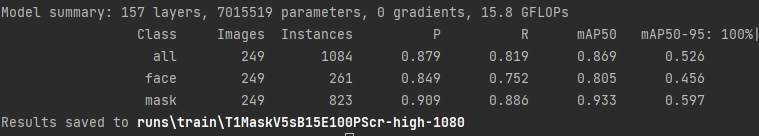 Model summary: 157 layers, 7015519 parameters, 0 gradients, 15.8 GFLOPs
Class Images Instances P R mAP50 mAP50-95: 100%|
all 249 1084 0.879 0.819 0.869 0.526
face 249 261 0.849 0.752 0.805 0.456
mask 249 823 0.909 0.886 0.933 0.597
Results saved to runs\train\T1MaskV5sB15E100PScr-high-1080